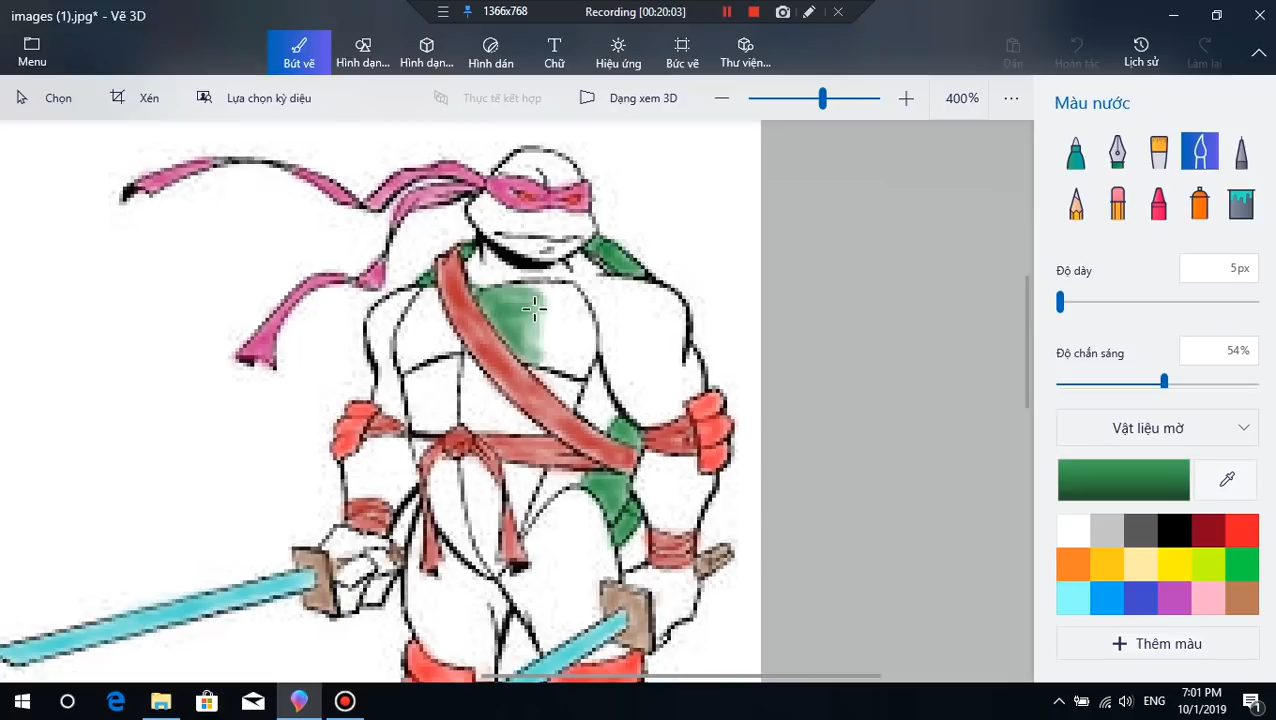 images (1).jpg* - Vẽ 3D
1366x768
Recording [00:20:03]
Menu
Bút vẽ
Hình dạn...
Hình dạn...
Hình dán
Chữ
Hiệu ứng
Bức vẽ
Thư viện...
Dán
Hoàn tác
Lịch sử
Làm lại
Chọn
Xén
Lựa chọn kỳ diệu
Thực tế kết hợp
Dạng xem 3D
400%
Màu nước
Độ dày
5px
Độ chắn sáng
54%
Vật liệu mờ
Thêm màu
ENG
7:01 PM
10/1/2019
1